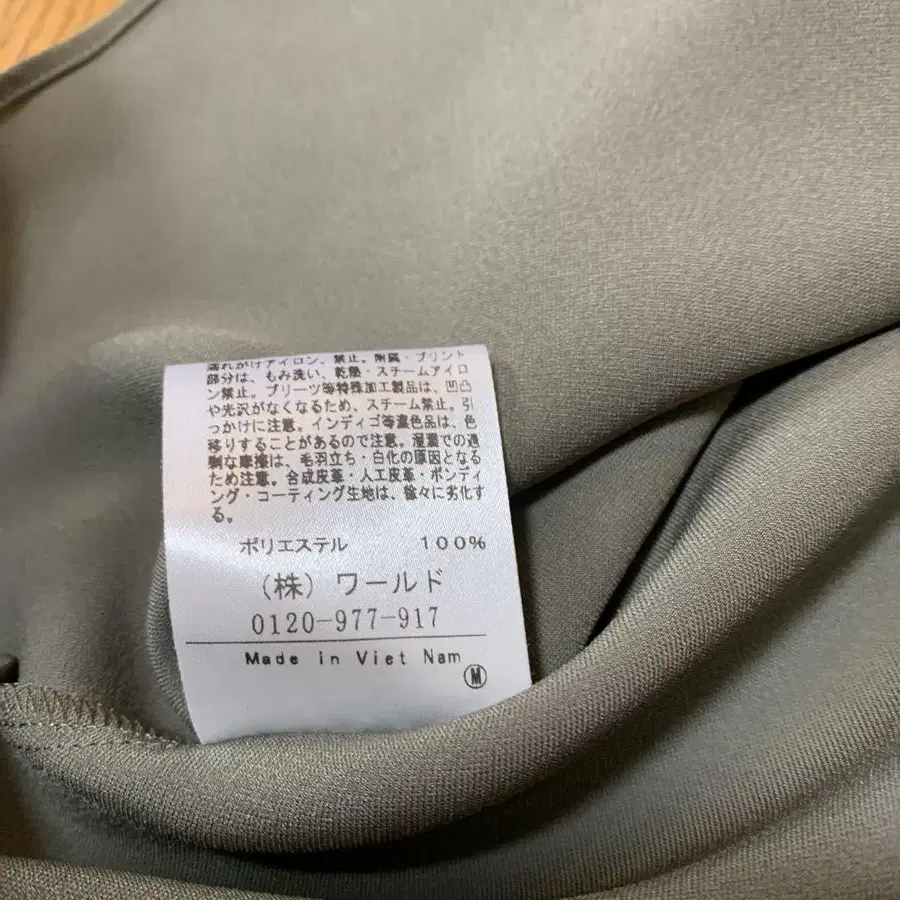 濡れがけアイロン、禁止。附属・プリント
部分は、もみ洗い、乾燥・スチームアイロ
ン禁止。プリーツ等特殊加工製品は、凹凸
や光沢がなくなるため、スチーム禁止。引
っかけに注意。インディゴ等濃色品は、色
移りすることがあるので注意。湿潤での過
剰な摩擦は、毛羽立ち・白化の原因となる
ため注意。合成皮革・人工皮革・ボンディ
ング・コーティング生地は、徐々に劣化す
る。
ポリエステル 100%
(株) ワールド
0120-977-917
Made in Viet Nam
M